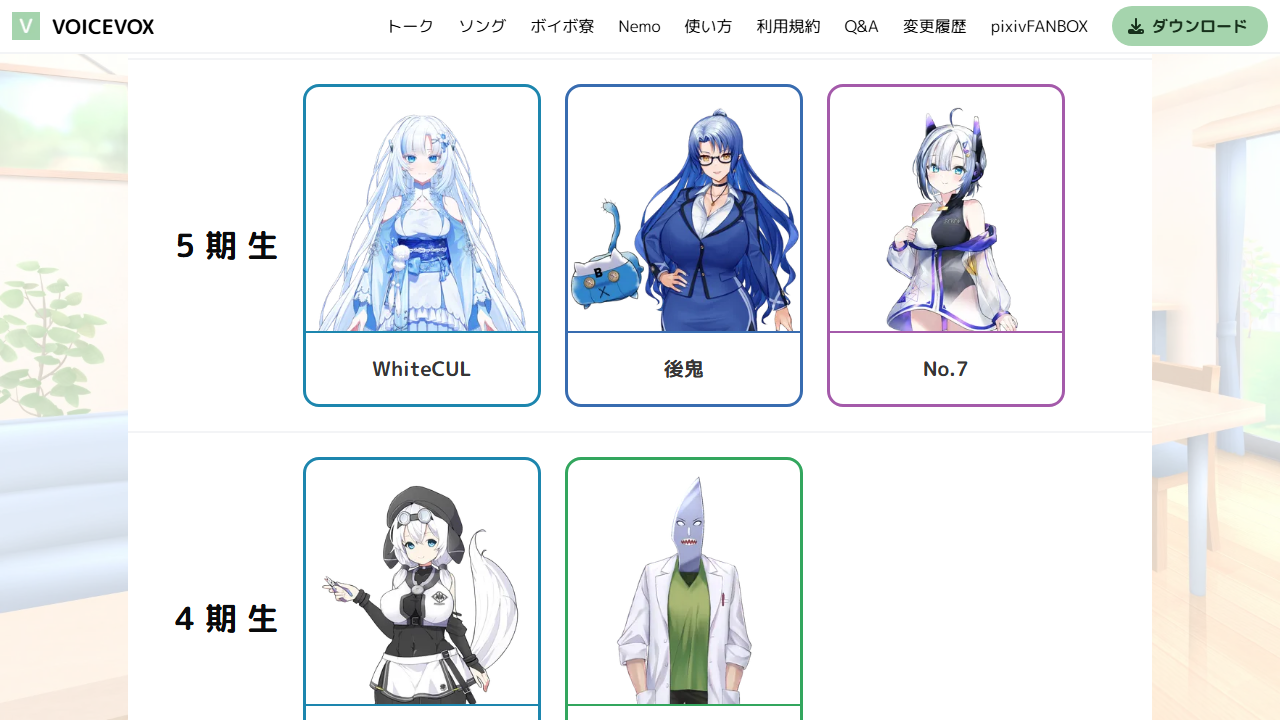 V VOICEVOX トーク ソング ボイボ寮 Nemo 使い方 利用規約 Q&A 変更履歴 pixivFANBOX ダウンロード
5期生
WhiteCUL 後鬼 No.7
4期生